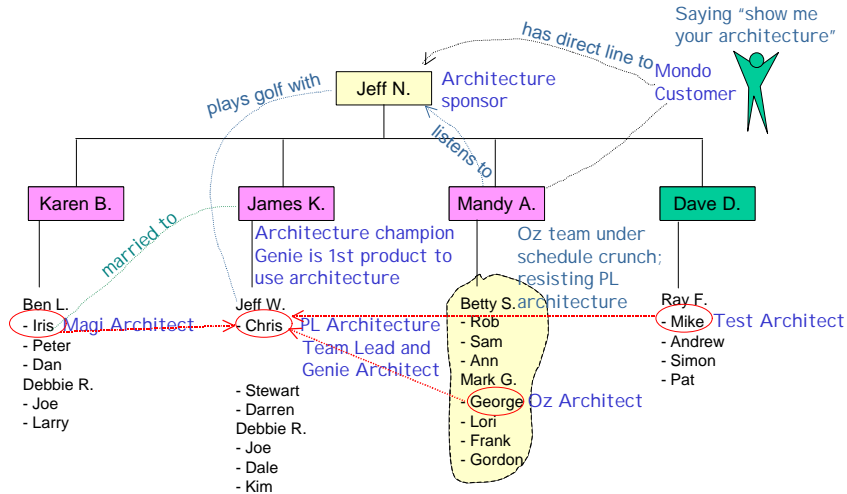 Saying “show me
your architecture”
has direct line to
Mondo
Customer
plays golf with
Jeff N.
Architecture
sponsor
listens to
Karen B.
James K.
Mandy A.
Dave D.
married to
Architecture champion
Genie is 1st product to
use architecture
Oz team under
schedule crunch;
resisting PL
architecture
Ben L.
- Iris
Magi Architect
- Peter
- Dan
Debbie R.
- Joe
- Larry
Jeff W.
- Chris
PL Architecture
Team Lead and
Genie Architect
- Stewart
- Darren
Debbie R.
- Joe
- Dale
- Kim
Betty S.
- Rob
- Sam
- Ann
Mark G.
- George
Oz Architect
- Lori
- Frank
- Gordon
Ray F.
- Mike
Test Architect
- Andrew
- Simon
- Pat